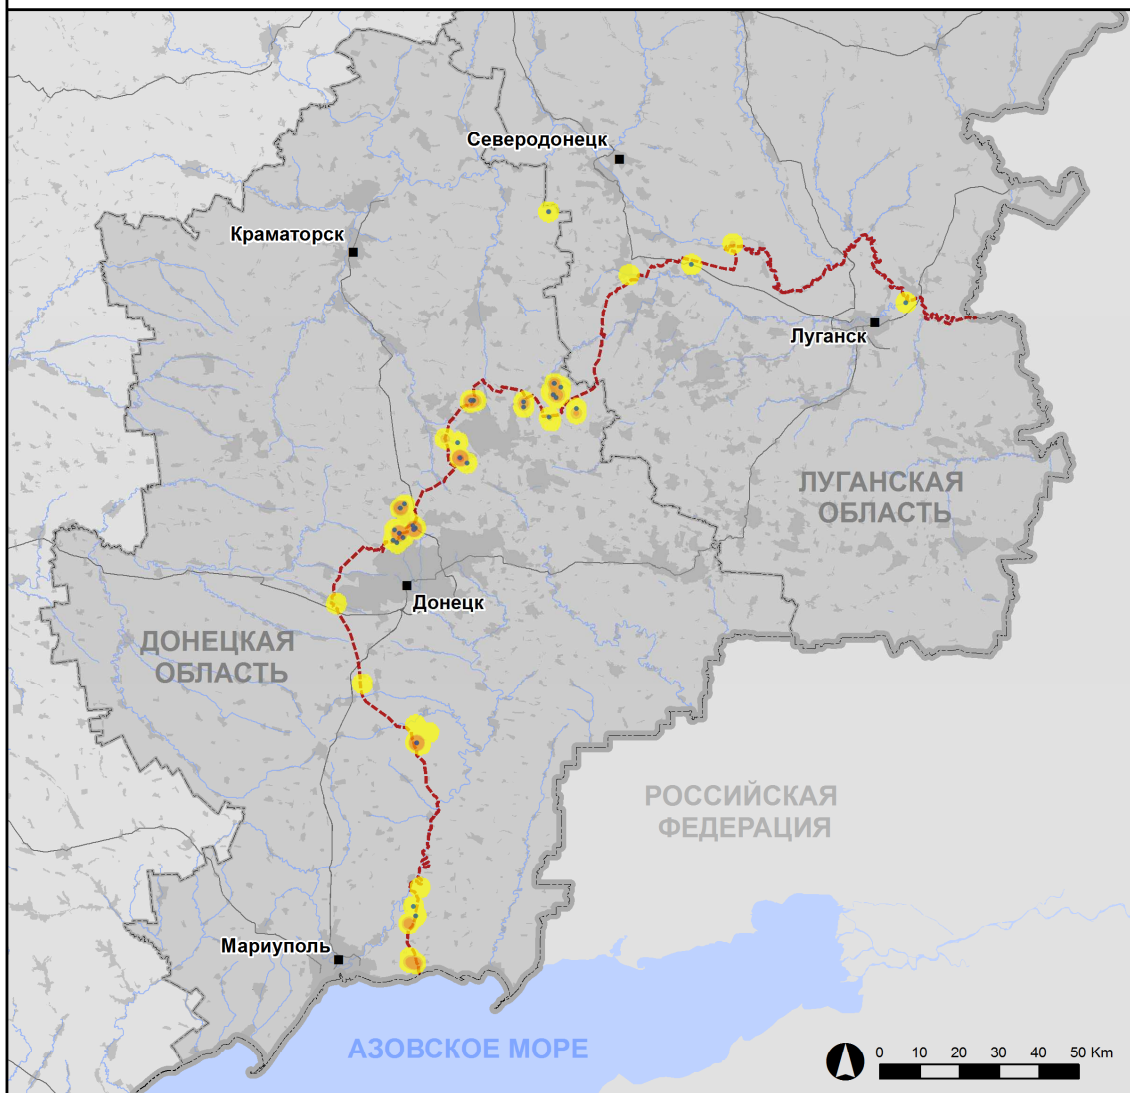 Северодонецк
Краматорск
Луганск
ЛУГАНСКАЯ
ОБЛАСТЬ
Донецк
ДОНЕЦКАЯ
ОБЛАСТЬ
РОССИЙСКАЯ
ФЕДЕРАЦИЯ
Мариуполь
АЗОВСКОЕ МОРЕ
0 10 20 30 40 50 Km